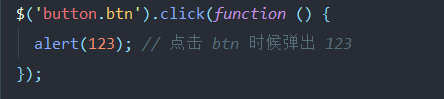 $('button.btn').click(function () {
alert(123); // 点击 btn 时候弹出 123
});